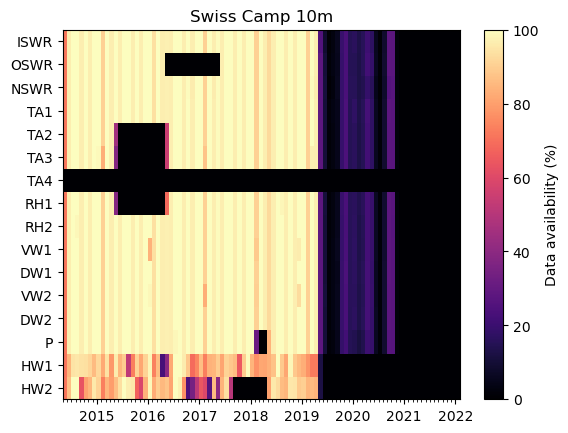 Swiss Camp 10m
ISWR
OSWR
NSWR
TA1
TA2
TA3
TA4
RH1
RH2
VW1
DW1
VW2
DW2
P
HW1
HW2
2015 2016 2017 2018 2019 2020 2021 2022
100
80
60
40
20
0
Data availability (%)